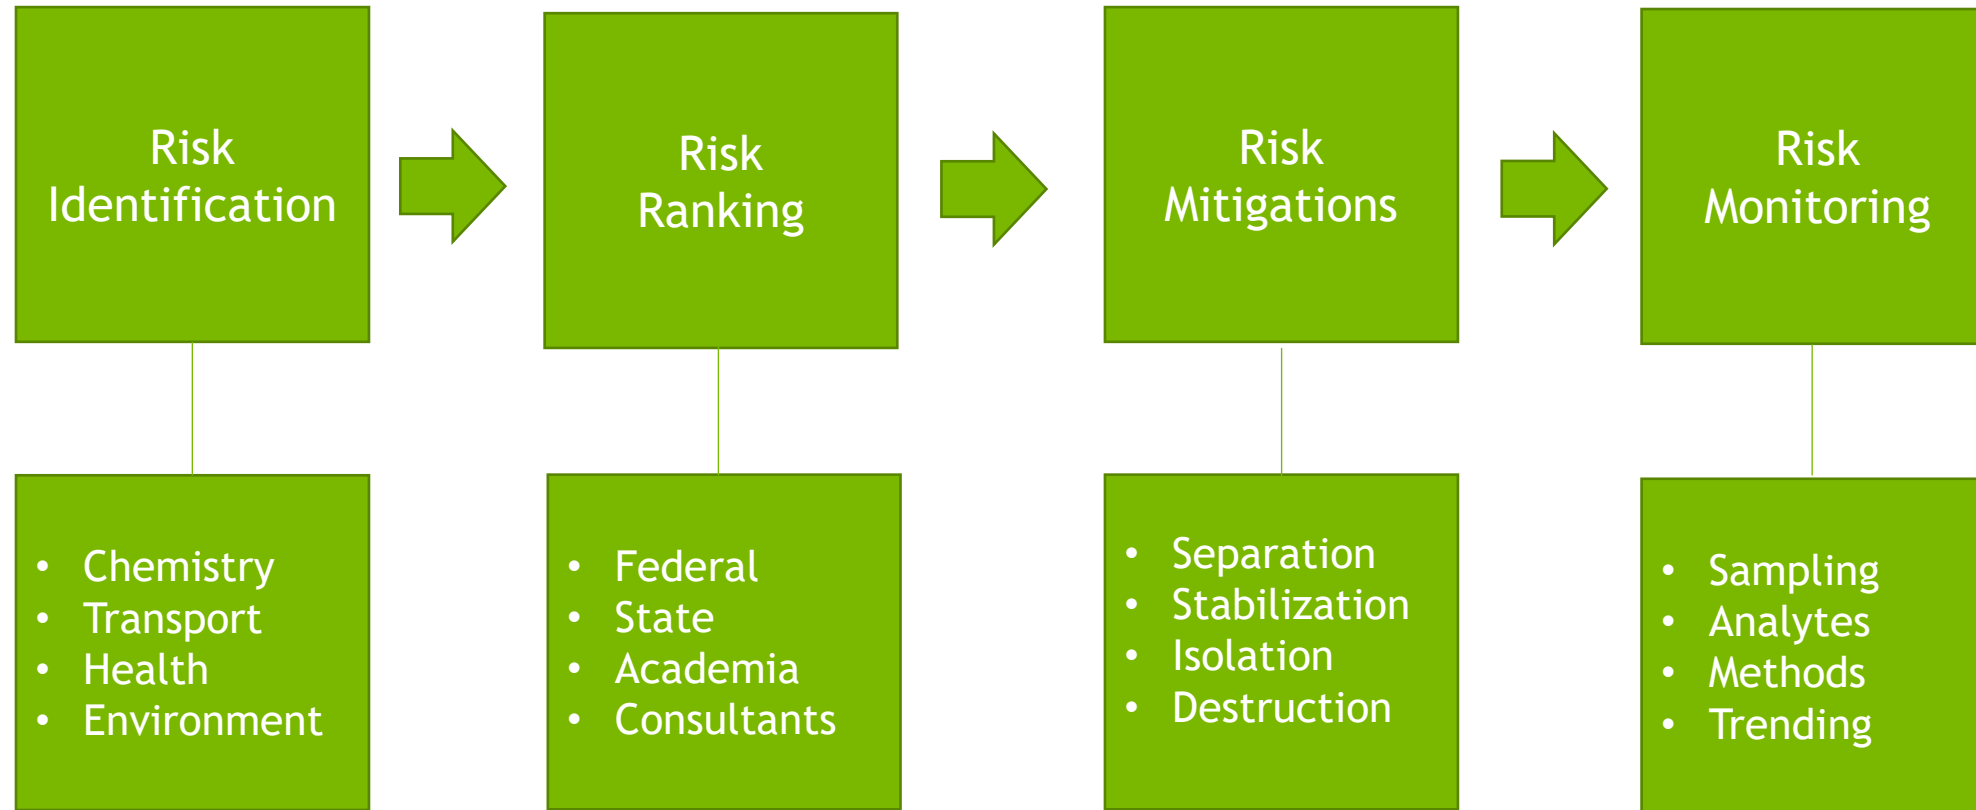 Risk
Identification
Risk
Ranking
Risk
Mitigations
Risk
Monitoring
• Chemistry
• Transport
• Health
• Environment
• Federal
• State
• Academia
• Consultants
• Separation
• Stabilization
• Isolation
• Destruction
• Sampling
• Analytes
• Methods
• Trending